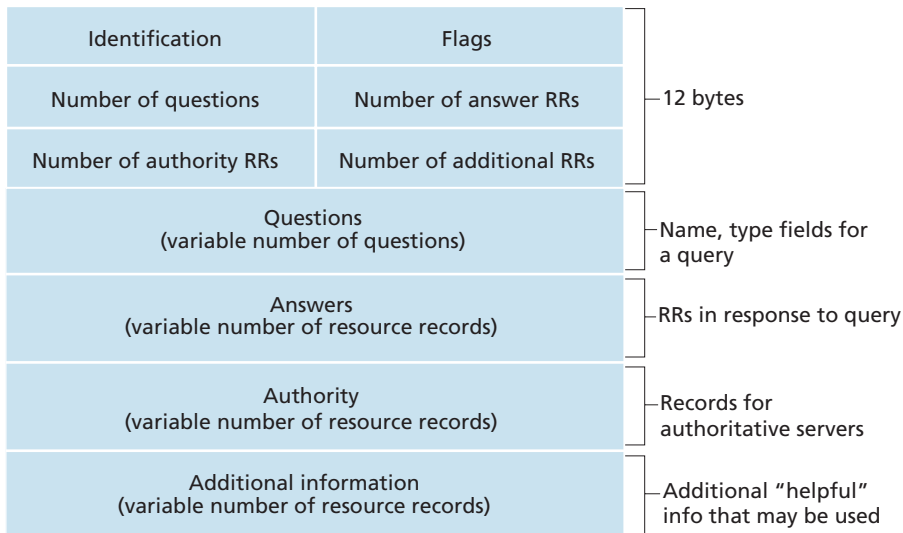 Identification
Flags
Number of questions
Number of answer RRs
12 bytes
Number of authority RRs
Number of additional RRs
Questions
(variable number of questions)
Name, type fields for
a query
Answers
(variable number of resource records)
RRs in response to query
Authority
(variable number of resource records)
Records for
authoritative servers
Additional information
(variable number of resource records)
Additional “helpful”
info that may be used